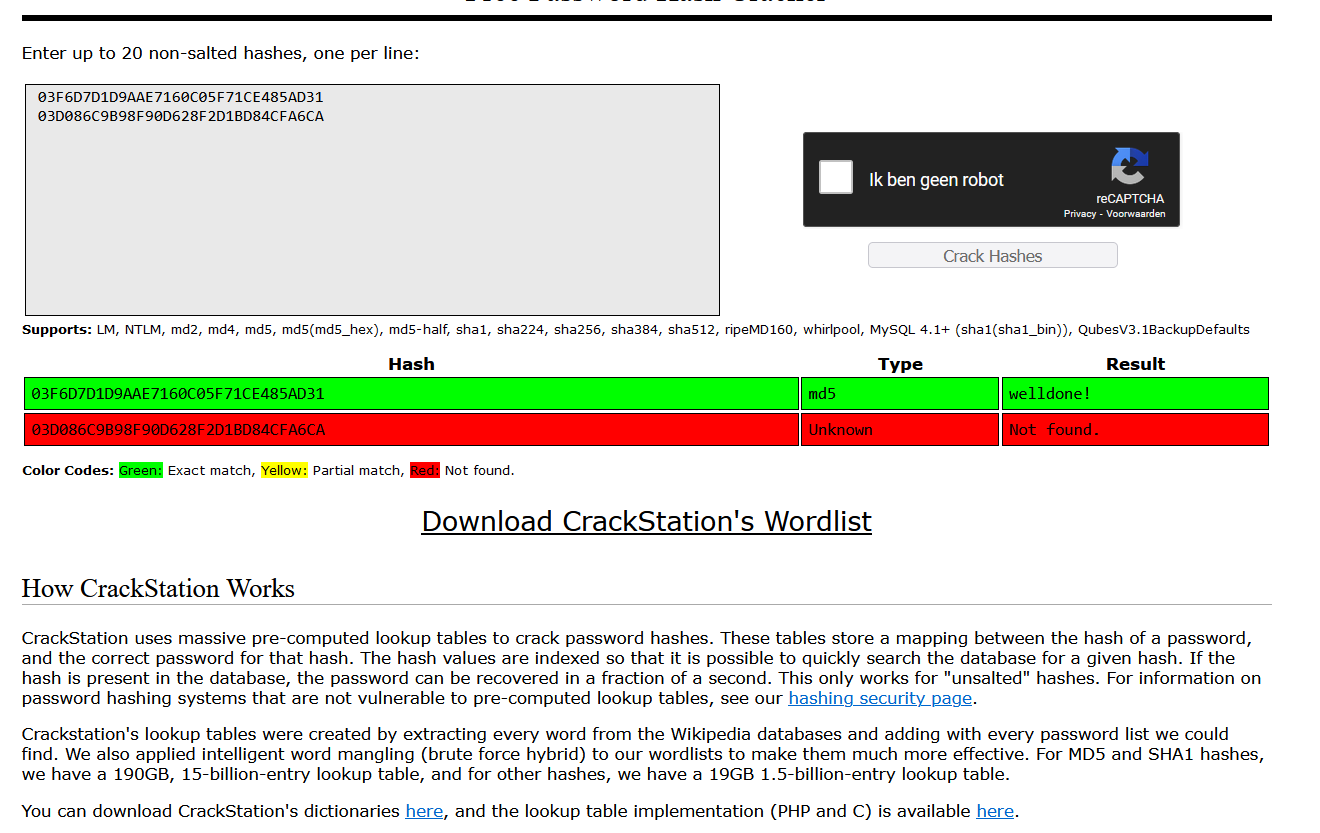 Free Password Hash Cracker
Enter up to 20 non-salted hashes, one per line:
03F6D7D1D9AAE7160C05F71CE485AD31
03D086C9B98F90D628F2D1BD84CFA6CA
Ik ben geen robot
reCAPTCHA
Privacy - Voorwaarden
Crack Hashes
Supports: LM, NTLM, md2, md4, md5, md5(md5_hex), md5-half, sha1, sha224, sha256, sha384, sha512, ripeMD160, whirlpool, MySQL 4.1+ (sha1(sha1_bin)), QubesV3.1BackupDefaults
Hash Type Result
03F6D7D1D9AAE7160C05F71CE485AD31 md5 welldone!
03D086C9B98F90D628F2D1BD84CFA6CA Unknown Not found.
Color Codes: Green: Exact match, Yellow: Partial match, Red: Not found.
Download CrackStation's Wordlist
How CrackStation Works
CrackStation uses massive pre-computed lookup tables to crack password hashes. These tables store a mapping between the hash of a password,
and the correct password for that hash. The hash values are indexed so that it is possible to quickly search the database for a given hash. If the
hash is present in the database, the password can be recovered in a fraction of a second. This only works for "unsalted" hashes. For information on
password hashing systems that are not vulnerable to pre-computed lookup tables, see our hashing security page.
Crackstation's lookup tables were created by extracting every word from the Wikipedia databases and adding with every password list we could
find. We also applied intelligent word mangling (brute force hybrid) to our wordlists to make them much more effective. For MD5 and SHA1 hashes,
we have a 190GB, 15-billion-entry lookup table, and for other hashes, we have a 19GB 1.5-billion-entry lookup table.
You can download CrackStation's dictionaries here, and the lookup table implementation (PHP and C) is available here.